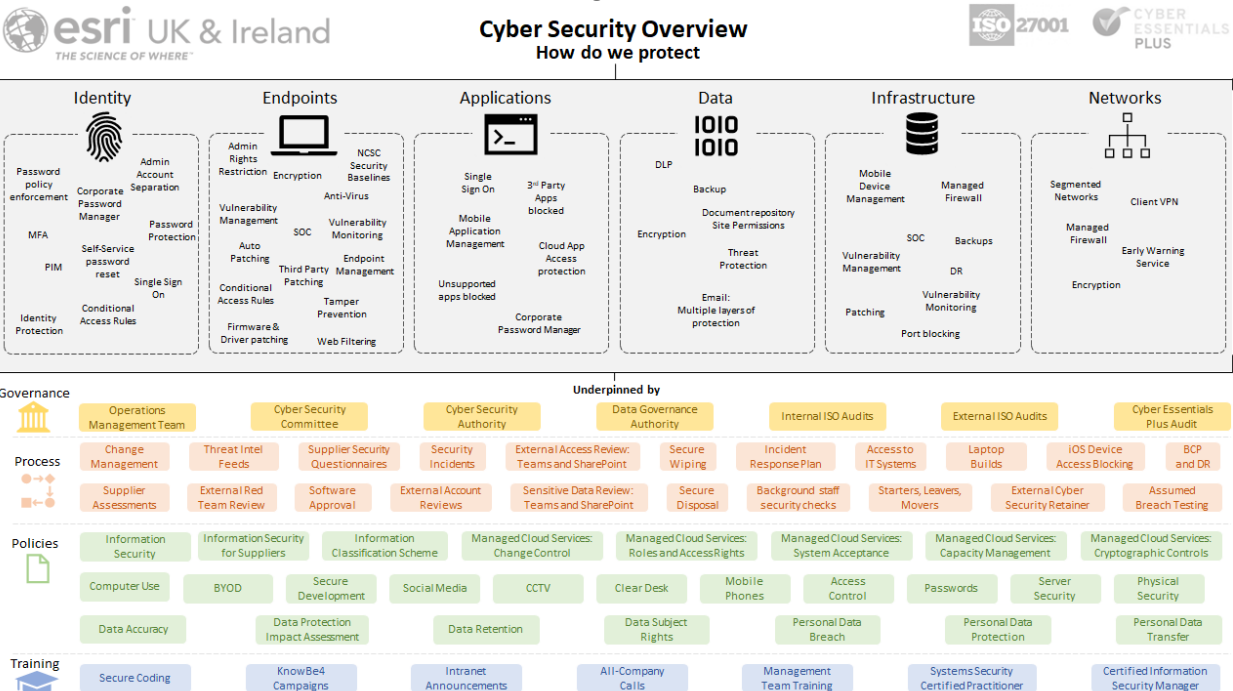 esri UK & Ireland
THE SCIENCE OF WHERE™
Cyber Security Overview
How do we protect
ISO 27001
CYBER
ESSENTIALS
PLUS
Identity
Password
policy
enforcement
Admin
Account
Separation
Corporate
Password
Manager
MFA
Password
Protection
Self-Service
password
reset
PIM
Single Sign
On
Conditional
Access Rules
Identity
Protection
Endpoints
Admin
Rights
Restriction
Encryption
NCSC
Security
Baselines
Anti-Virus
Vulnerability
Management
SOC
Vulnerability
Monitoring
Auto
Patching
Endpoint
Management
Third Party
Patching
Conditional
Access Rules
Tamper
Prevention
Firmware &
Driver patching
Web Filtering
Applications
>_
Single
Sign On
3rd Party
Apps
blocked
Mobile
Application
Management
Cloud App
Access
protection
Unsupported
apps blocked
Corporate
Password Manager
Data
1010
1010
DLP
Backup
Document repository
Site Permissions
Encryption
Threat
Protection
Email:
Multiple layers of
protection
Infrastructure
Mobile
Device
Management
Managed
Firewall
SOC
Backups
Vulnerability
Management
DR
Vulnerability
Monitoring
Patching
Port blocking
Networks
Segmented
Networks
Client VPN
Managed
Firewall
Early Warning
Service
Encryption
Underpinned by
Governance
Operations
Management Team
Cyber Security
Committee
Cyber Security
Authority
Data Governance
Authority
Internal ISO Audits
External ISO Audits
Cyber Essentials
Plus Audit
Process
Change
Management
Threat Intel
Feeds
Supplier Security
Questionnaires
Security
Incidents
External Access Review:
Teams and SharePoint
Secure
Wiping
Incident
Response Plan
Access to
IT Systems
Laptop
Builds
iOS Device
Access Blocking
BCP
and DR
Supplier
Assessments
External Red
Team Review
Software
Approval
External Account
Reviews
Sensitive Data Review:
Teams and SharePoint
Secure
Disposal
Background staff
security checks
Starters, Leavers,
Movers
External Cyber
Security Retainer
Assumed
Breach Testing
Policies
Information
Security
Information Security
for Suppliers
Information
Classification Scheme
Managed Cloud Services:
Change Control
Managed Cloud Services:
Roles and Access Rights
Managed Cloud Services:
System Acceptance
Managed Cloud Services:
Capacity Management
Managed Cloud Services:
Cryptographic Controls
Computer Use
BYOD
Secure
Development
Social Media
CCTV
Clear Desk
Mobile
Phones
Access
Control
Passwords
Server
Security
Physical
Security
Data Accuracy
Data Protection
Impact Assessment
Data Retention
Data Subject
Rights
Personal Data
Breach
Personal Data
Protection
Personal Data
Transfer
Training
Secure Coding
KnowBe4
Campaigns
Intranet
Announcements
All-Company
Calls
Management
Team Training
Systems Security
Certified Practitioner
Certified Information
Security Manager